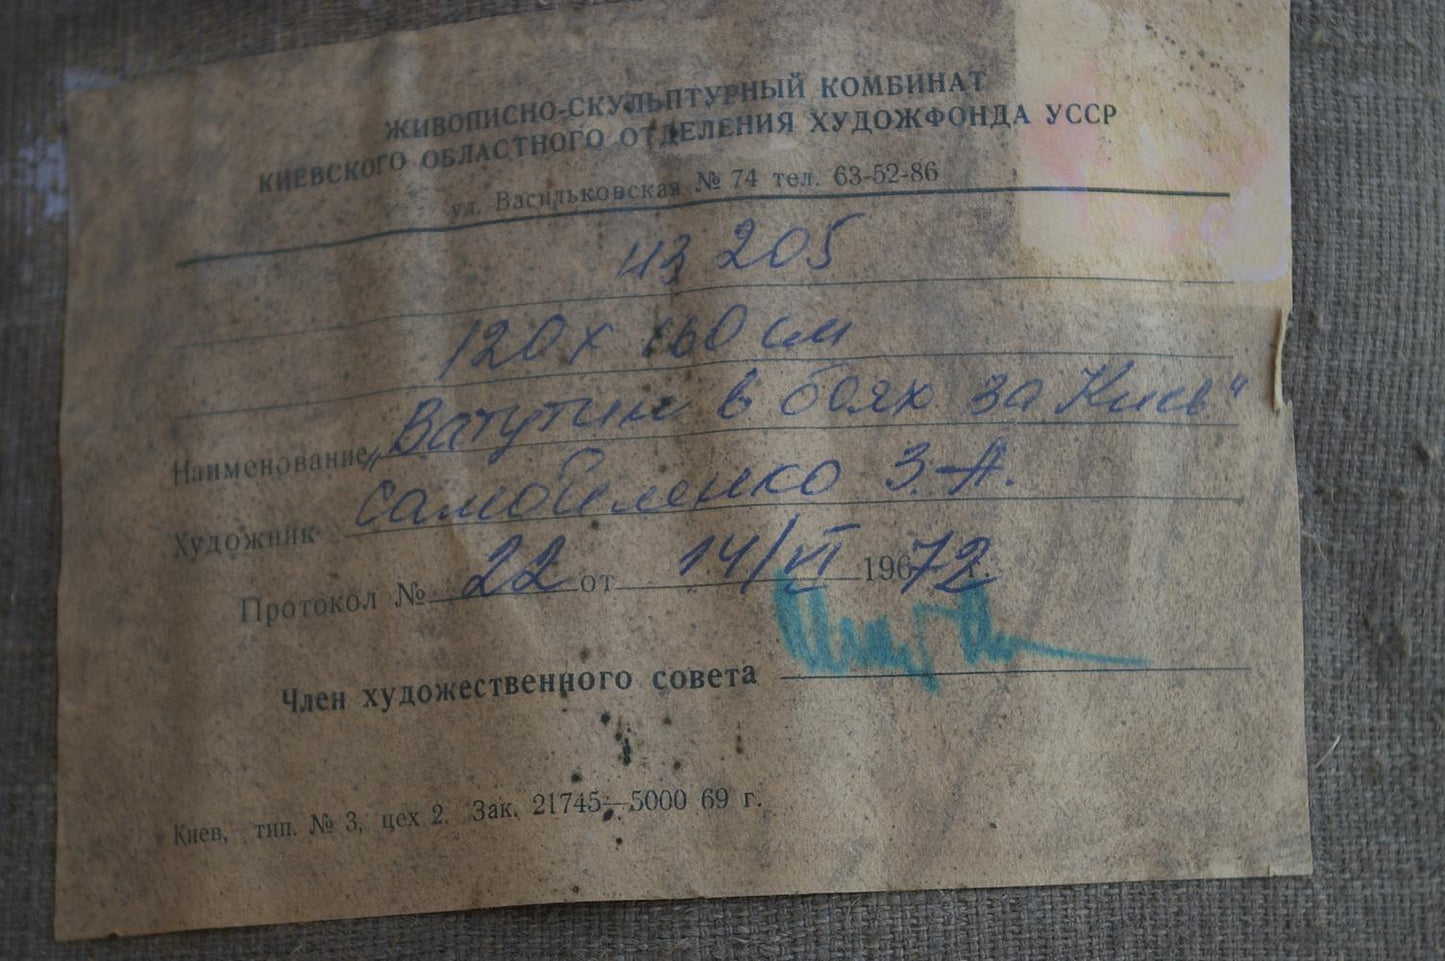 ЖИВОПИСНО-СКУЛЬПТУРНЫЙ КОМБИНАТ
КИЕВСКОГО ОБЛАСТНОГО ОТДЕЛЕНИЯ ХУДОЖФОНДА УССР
ул. Васильковская № 74 тел. 63-52-86
из 205
120 х 160 см
Наименование „Ватутин в боях за Киев"
Художник Самойленко З.А.
Протокол № 22 от 14/VI 1972 г.
Член художественного совета
Киев, тип. № 3, цех 2. Зак. 21745—5000 69 г.